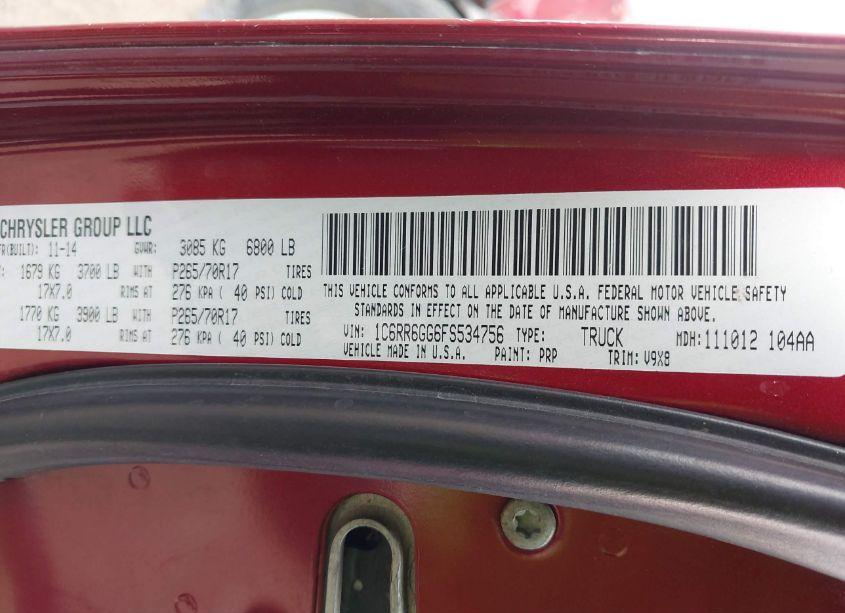 CHRYSLER GROUP LLC
FR(BUILT): 11-14 GVWR: 3085 KG 6800 LB
: 1679 KG 3700 LB WITH P265/70R17 TIRES
17X7.0 RIMS AT 276 KPA ( 40 PSI) COLD
1770 KG 3900 LB WITH P265/70R17 TIRES
17X7.0 RIMS AT 276 KPA ( 40 PSI) COLD
THIS VEHICLE CONFORMS TO ALL APPLICABLE U.S.A. FEDERAL MOTOR VEHICLE SAFETY
STANDARDS IN EFFECT ON THE DATE OF MANUFACTURE SHOWN ABOVE.
VIN: 1C6RR6GG6FS534756 TYPE: TRUCK MDH: 111012 104AA
VEHICLE MADE IN U.S.A. PAINT: PRP TRIM: V9X8